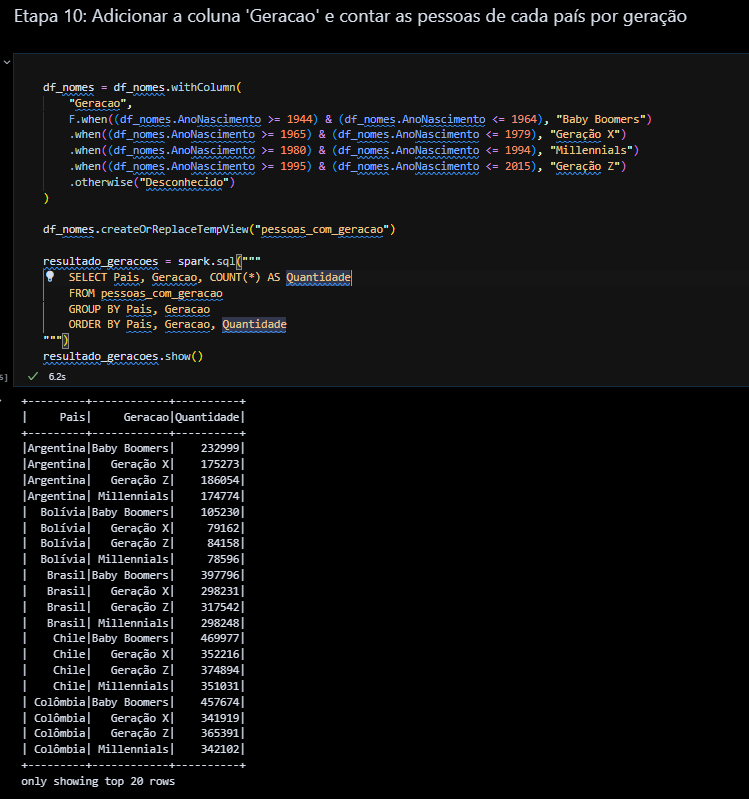 Etapa 10: Adicionar a coluna 'Geracao' e contar as pessoas de cada país por geração
df_nomes = df_nomes.withColumn(
    "Geracao",
    F.when((df_nomes.AnoNascimento >= 1944) & (df_nomes.AnoNascimento <= 1964), "Baby Boomers")
    .when((df_nomes.AnoNascimento >= 1965) & (df_nomes.AnoNascimento <= 1979), "Geração X")
    .when((df_nomes.AnoNascimento >= 1980) & (df_nomes.AnoNascimento <= 1994), "Millennials")
    .when((df_nomes.AnoNascimento >= 1995) & (df_nomes.AnoNascimento <= 2015), "Geração Z")
    .otherwise("Desconhecido")
)
df_nomes.createOrReplaceTempView("pessoas_com_geracao")
resultado_geracoes = spark.sql("""
    SELECT Pais, Geracao, COUNT(*) AS Quantidade
    FROM pessoas_com_geracao
    GROUP BY Pais, Geracao
    ORDER BY Pais, Geracao, Quantidade
""")
resultado_geracoes.show()
6.2s
+---------+------------+----------+
|     Pais|     Geracao|Quantidade|
+---------+------------+----------+
|Argentina|Baby Boomers|    232999|
|Argentina|   Geração X|    175273|
|Argentina|   Geração Z|    186054|
|Argentina| Millennials|    174774|
|  Bolívia|Baby Boomers|    105230|
|  Bolívia|   Geração X|     79162|
|  Bolívia|   Geração Z|     84158|
|  Bolívia| Millennials|     78596|
|   Brasil|Baby Boomers|    397796|
|   Brasil|   Geração X|    298231|
|   Brasil|   Geração Z|    317542|
|   Brasil| Millennials|    298248|
|    Chile|Baby Boomers|    469977|
|    Chile|   Geração X|    352216|
|    Chile|   Geração Z|    374894|
|    Chile| Millennials|    351031|
| Colômbia|Baby Boomers|    457674|
| Colômbia|   Geração X|    341919|
| Colômbia|   Geração Z|    365391|
| Colômbia| Millennials|    342102|
+---------+------------+----------+
only showing top 20 rows